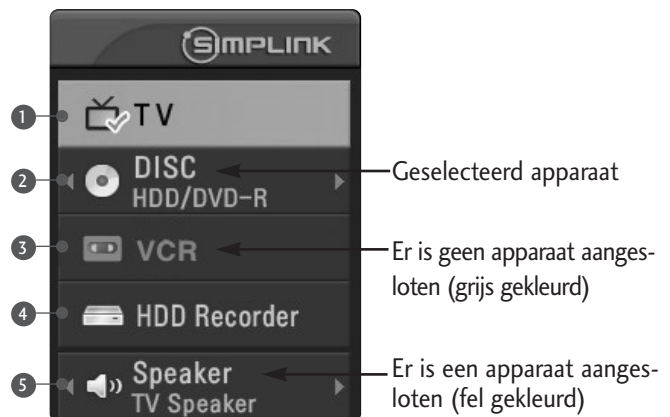 SIMPLINK
1 TV
2 DISC
HDD/DVD-R
Geselecteerd apparaat
3 VCR
Er is geen apparaat aanges-
loten (grijs gekleurd)
4 HDD Recorder
5 Speaker
TV Speaker
Er is een apparaat aanges-
loten (fel gekleurd)